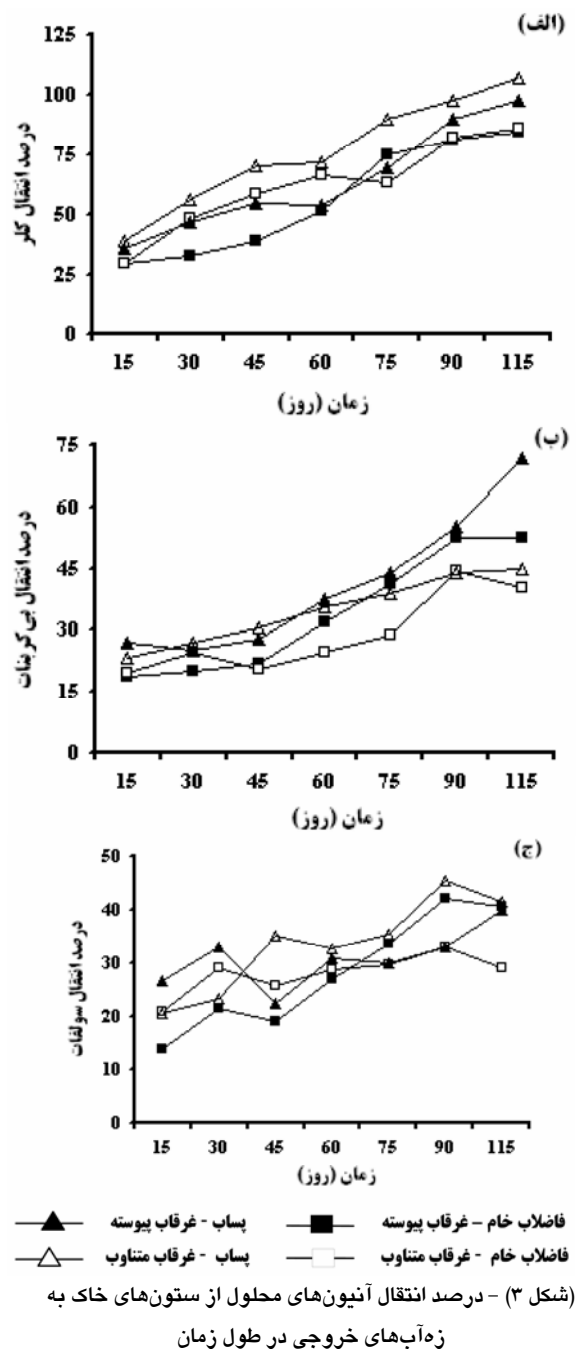 (الف)
درصد انتقال کلر
125
100
75
50
25
0
15 30 45 60 75 90 115
زمان (روز)
(ب)
درصد انتقال بی‌کربنات
75
60
45
30
15
0
15 30 45 60 75 90 115
زمان (روز)
(ج)
درصد انتقال سولفات
50
40
30
20
10
0
15 30 45 60 75 90 115
زمان (روز)
فاضلاب خام – غرقاب پیوسته
پساب - غرقاب پیوسته
فاضلاب خام - غرقاب متناوب
پساب - غرقاب متناوب
(شکل ۳) – درصد انتقال آنیون‌های محلول از ستون‌های خاک به
زه‌آب‌های خروجی در طول زمان